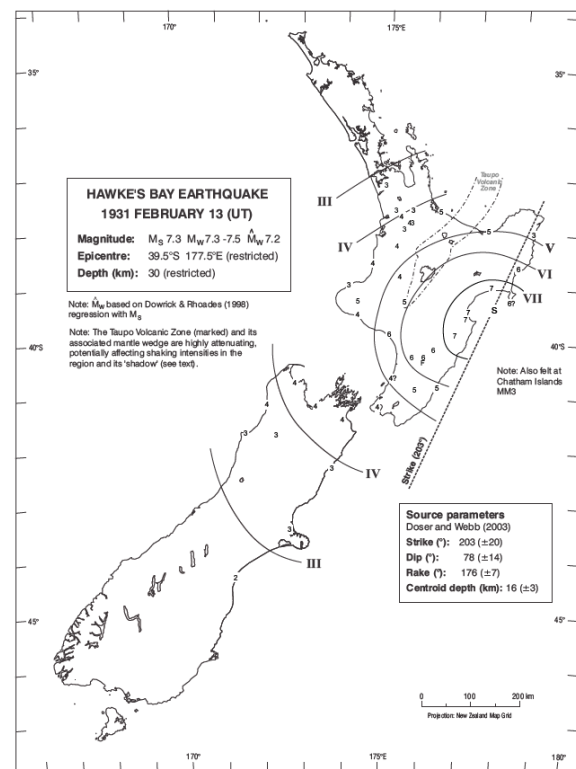 170°
175°E
35°
35°
Taupo
Volcanic
Zone
HAWKE'S BAY EARTHQUAKE
1931 FEBRUARY 13 (UT)
Magnitude: MS 7.3 MW7.3 -7.5 M̂W7.2
Epicentre: 39.5°S 177.5°E (restricted)
Depth (km): 30 (restricted)
Note: M̂W based on Dowrick & Rhoades (1998)
regression with MS
Note: The Taupo Volcanic Zone (marked) and its
associated mantle wedge are highly attenuating,
potentially affecting shaking intensities in the
region and its 'shadow' (see text).
III
IV
V
VI
VII
S
40°S
40°
Note: Also felt at
Chatham Islands
MM3
Strike (203°)
IV
III
Source parameters
Doser and Webb (2003)
Strike (°): 203 (±20)
Dip (°): 78 (±14)
Rake (°): 176 (±7)
Centroid depth (km): 16 (±3)
45°
45°
0 100 200 km
Projection: New Zealand Map Grid
170°
175°E
180°